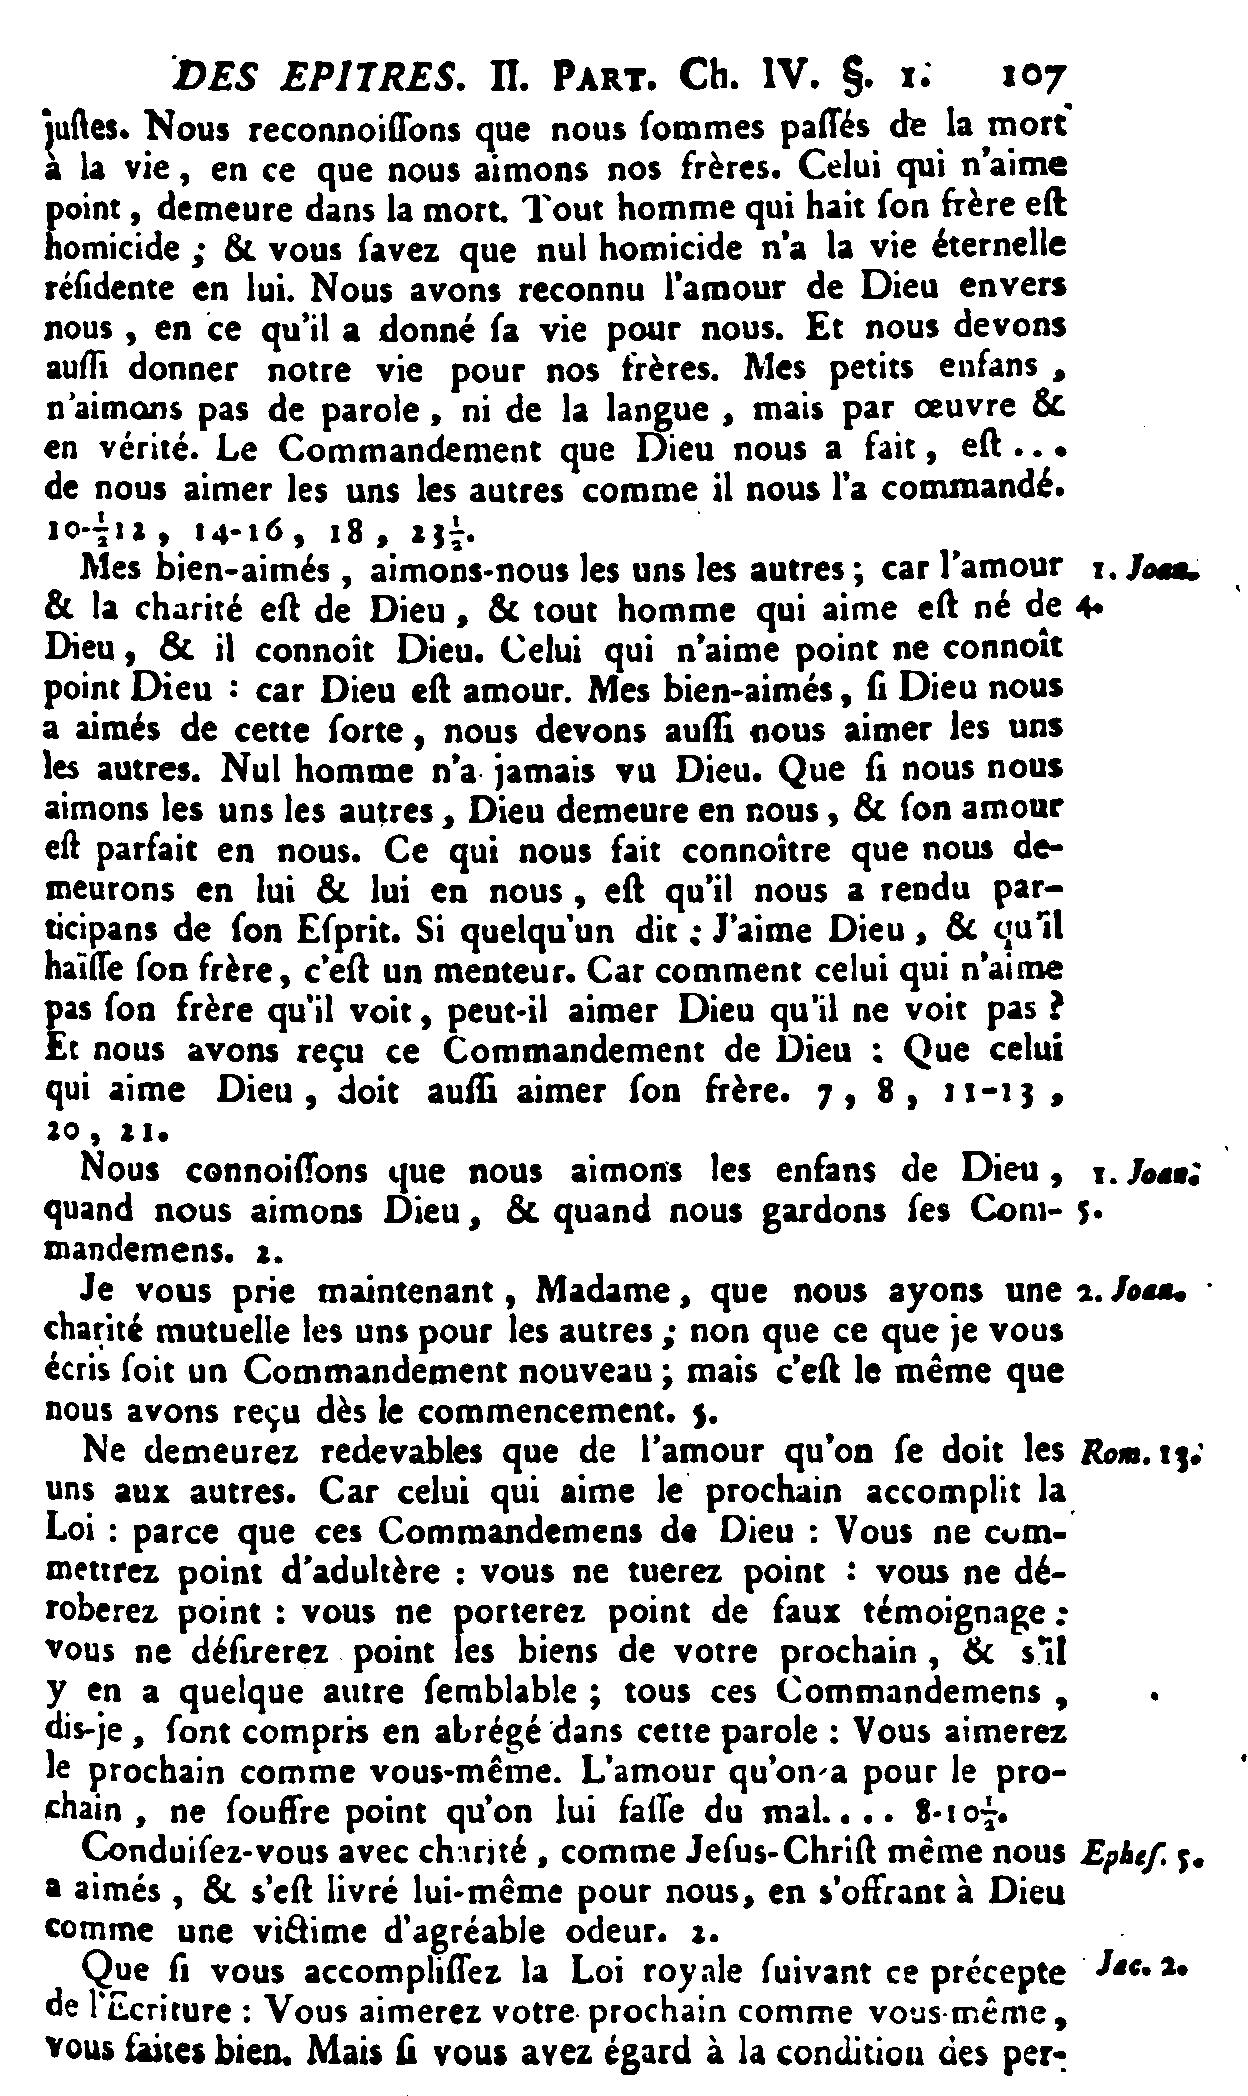 DES EPITRES. II. PART. Ch. IV. §. 1. 107
juſtes. Nous reconnoiſſons que nous ſommes paſſés de la mort
à la vie, en ce que nous aimons nos frères. Celui qui n'aime
point, demeure dans la mort. Tout homme qui hait ſon frère eſt
homicide; & vous ſavez que nul homicide n'a la vie éternelle
réſidente en lui. Nous avons reconnu l'amour de Dieu envers
nous, en ce qu'il a donné ſa vie pour nous. Et nous devons
auſſi donner notre vie pour nos frères. Mes petits enfans,
n'aimons pas de parole, ni de la langue, mais par œuvre &
en vérité. Le Commandement que Dieu nous a fait, eſt...
de nous aimer les uns les autres comme il nous l'a commandé.
10-½12, 14-16, 18, 23½.
Mes bien-aimés, aimons-nous les uns les autres; car l'amour 1. Joan.
& la charité eſt de Dieu, & tout homme qui aime eſt né de 4.
Dieu, & il connoît Dieu. Celui qui n'aime point ne connoît
point Dieu : car Dieu eſt amour. Mes bien-aimés, ſi Dieu nous
a aimés de cette ſorte, nous devons auſſi nous aimer les uns
les autres. Nul homme n'a jamais vu Dieu. Que ſi nous nous
aimons les uns les autres, Dieu demeure en nous, & ſon amour
eſt parfait en nous. Ce qui nous fait connoître que nous de-
meurons en lui & lui en nous, eſt qu'il nous a rendu par-
ticipans de ſon Eſprit. Si quelqu'un dit : J'aime Dieu, & qu'il
haïſſe ſon frère, c'eſt un menteur. Car comment celui qui n'aime
pas ſon frère qu'il voit, peut-il aimer Dieu qu'il ne voit pas ?
Et nous avons reçu ce Commandement de Dieu : Que celui
qui aime Dieu, doit auſſi aimer ſon frère. 7, 8, 11-13,
20, 21.
Nous connoiſſons que nous aimons les enfans de Dieu, 1. Joan.
quand nous aimons Dieu, & quand nous gardons ſes Com- 5.
mandemens. 2.
Je vous prie maintenant, Madame, que nous ayons une 2. Joan.
charité mutuelle les uns pour les autres; non que ce que je vous
écris ſoit un Commandement nouveau; mais c'eſt le même que
nous avons reçu dès le commencement. 5.
Ne demeurez redevables que de l'amour qu'on ſe doit les Rom. 13.
uns aux autres. Car celui qui aime le prochain accomplit la
Loi : parce que ces Commandemens de Dieu : Vous ne com-
mettrez point d'adultère : vous ne tuerez point : vous ne dé-
roberez point : vous ne porterez point de faux témoignage :
vous ne déſirerez point les biens de votre prochain, & s'il
y en a quelque autre ſemblable; tous ces Commandemens,
dis-je, ſont compris en abrégé dans cette parole : Vous aimerez
le prochain comme vous-même. L'amour qu'on a pour le pro-
chain, ne ſouffre point qu'on lui faſſe du mal.... 8-10½.
Conduiſez-vous avec charité, comme Jeſus-Chriſt même nous Epheſ. 5.
a aimés, & s'eſt livré lui-même pour nous, en s'offrant à Dieu
comme une victime d'agréable odeur. 2.
Que ſi vous accompliſſez la Loi royale ſuivant ce précepte Jac. 2.
de l'Ecriture : Vous aimerez votre prochain comme vous-même,
vous faites bien. Mais ſi vous avez égard à la condition des per-